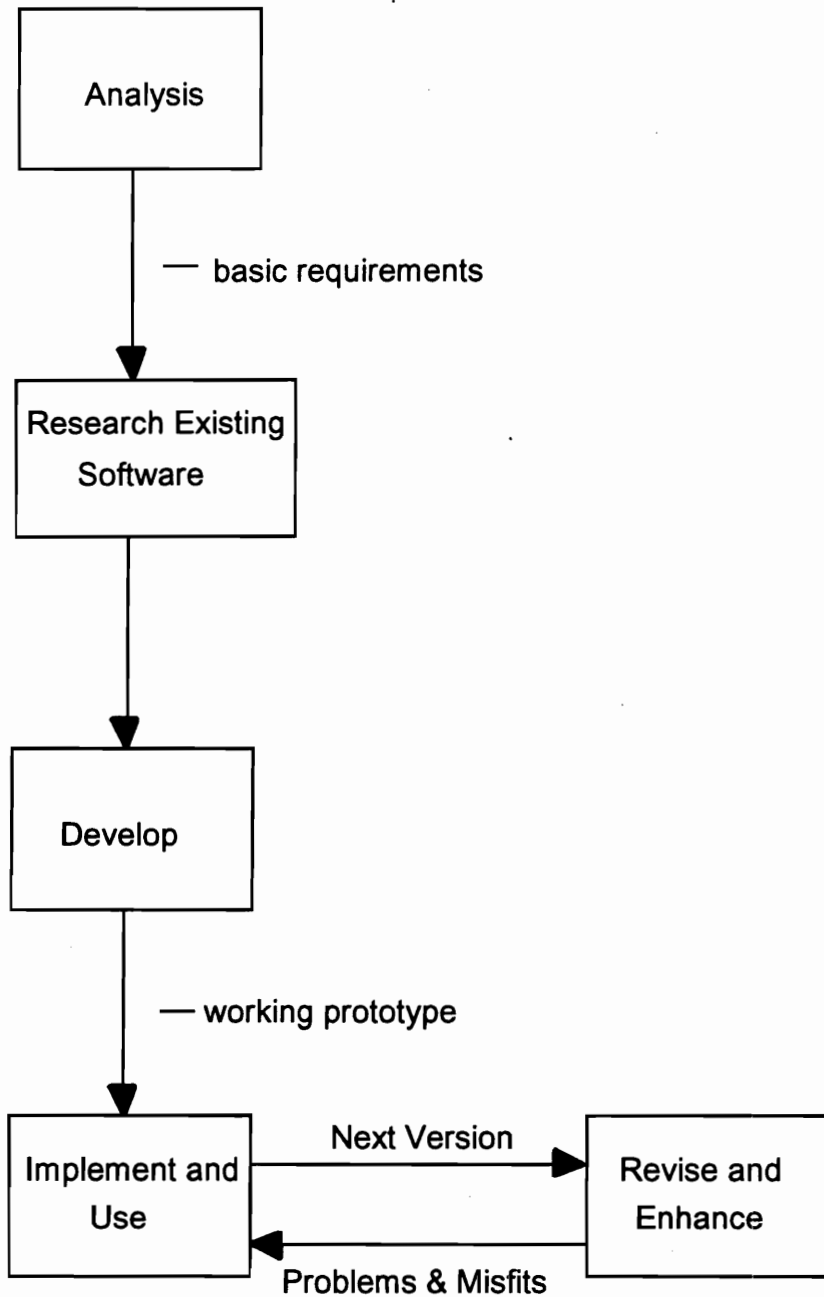 Analysis
— basic requirements
Research Existing
Software
Develop
— working prototype
Implement and
Use
Next Version
Problems & Misfits
Revise and
Enhance